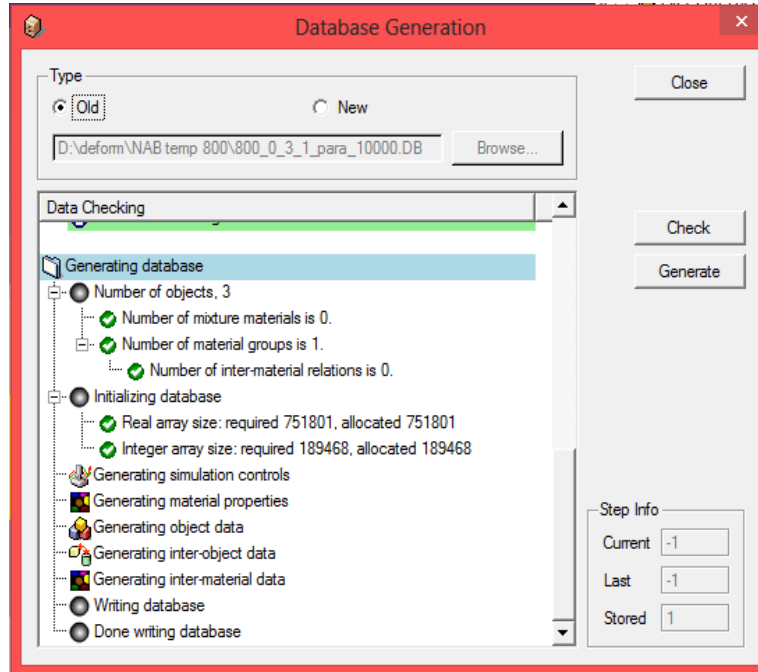 Database Generation
Type
Old
New
D:\deform\NAB temp 800\800_0_3_1_para_10000.DB
Browse...
Close
Data Checking
Check
Generate
Generating database
Number of objects, 3
Number of mixture materials is 0.
Number of material groups is 1.
Number of inter-material relations is 0.
Initializing database
Real array size: required 751801, allocated 751801
Integer array size: required 189468, allocated 189468
Generating simulation controls
Generating material properties
Generating object data
Generating inter-object data
Generating inter-material data
Writing database
Done writing database
Step Info
Current -1
Last -1
Stored 1